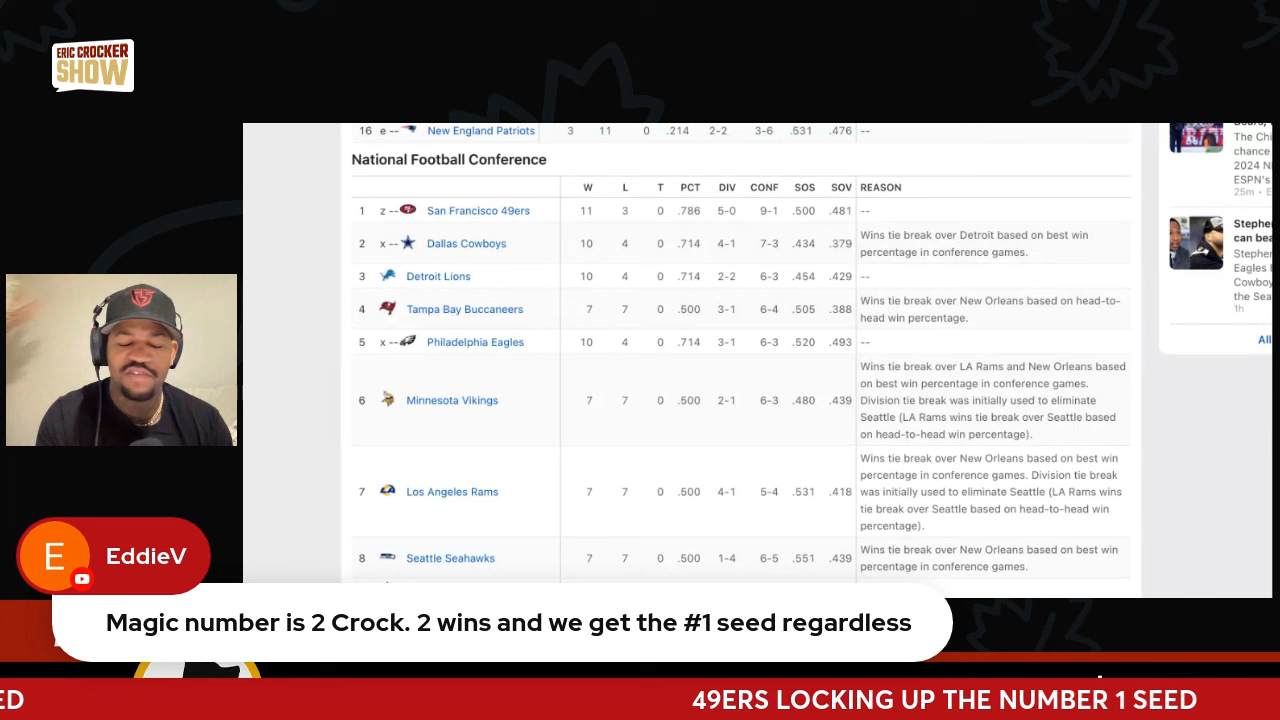 ERIC CROCKER
SHOW
16 e -- New England Patriots 3 11 0 .214 2-2 3-6 .531 .476 --
National Football Conference
W L T PCT DIV CONF SOS SOV REASON
1 z -- San Francisco 49ers 11 3 0 .786 5-0 9-1 .500 .481 --
2 x -- Dallas Cowboys 10 4 0 .714 4-1 7-3 .434 .379 Wins tie break over Detroit based on best win
percentage in conference games.
3 Detroit Lions 10 4 0 .714 2-2 6-3 .454 .429 --
4 Tampa Bay Buccaneers 7 7 0 .500 3-1 6-4 .505 .388 Wins tie break over New Orleans based on head-to-
head win percentage.
5 x -- Philadelphia Eagles 10 4 0 .714 3-1 6-3 .520 .493 --
6 Minnesota Vikings 7 7 0 .500 2-1 6-3 .480 .439 Wins tie break over LA Rams and New Orleans based
on best win percentage in conference games.
Division tie break was initially used to eliminate
Seattle (LA Rams wins tie break over Seattle based
on head-to-head win percentage).
7 Los Angeles Rams 7 7 0 .500 4-1 5-4 .531 .418 Wins tie break over New Orleans based on best win
percentage in conference games. Division tie break
was initially used to eliminate Seattle (LA Rams wins
tie break over Seattle based on head-to-head win
percentage).
8 Seattle Seahawks 7 7 0 .500 1-4 6-5 .551 .439 Wins tie break over New Orleans based on best win
percentage in conference games.
The Chi
chance
2024 N
ESPN's
25m
Stepher
can bea
Stepher
Eagles
Cowboy
the Sea
1h
All
E
EddieV
Magic number is 2 Crock. 2 wins and we get the #1 seed regardless
ED
49ERS LOCKING UP THE NUMBER 1 SEED